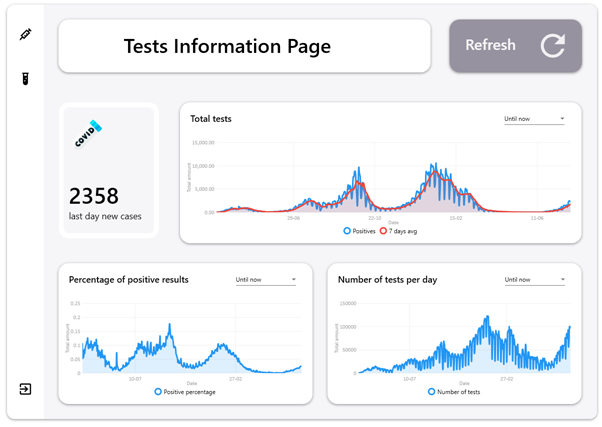 Tests Information Page
Refresh
COVID
2358
last day new cases
Total tests
Until now
Total amount
15,000.00
10,000.00
5,000.00
0.00
29-06
22-10
15-02
11-06
Date
Positives
7 days avg
Percentage of positive results
Until now
Total amount
0.25
0.2
0.15
0.1
0.05
0
10-07
27-02
Date
Positive percentage
Number of tests per day
Until now
Total amount
150000
100000
50000
0
10-07
27-02
Date
Number of tests